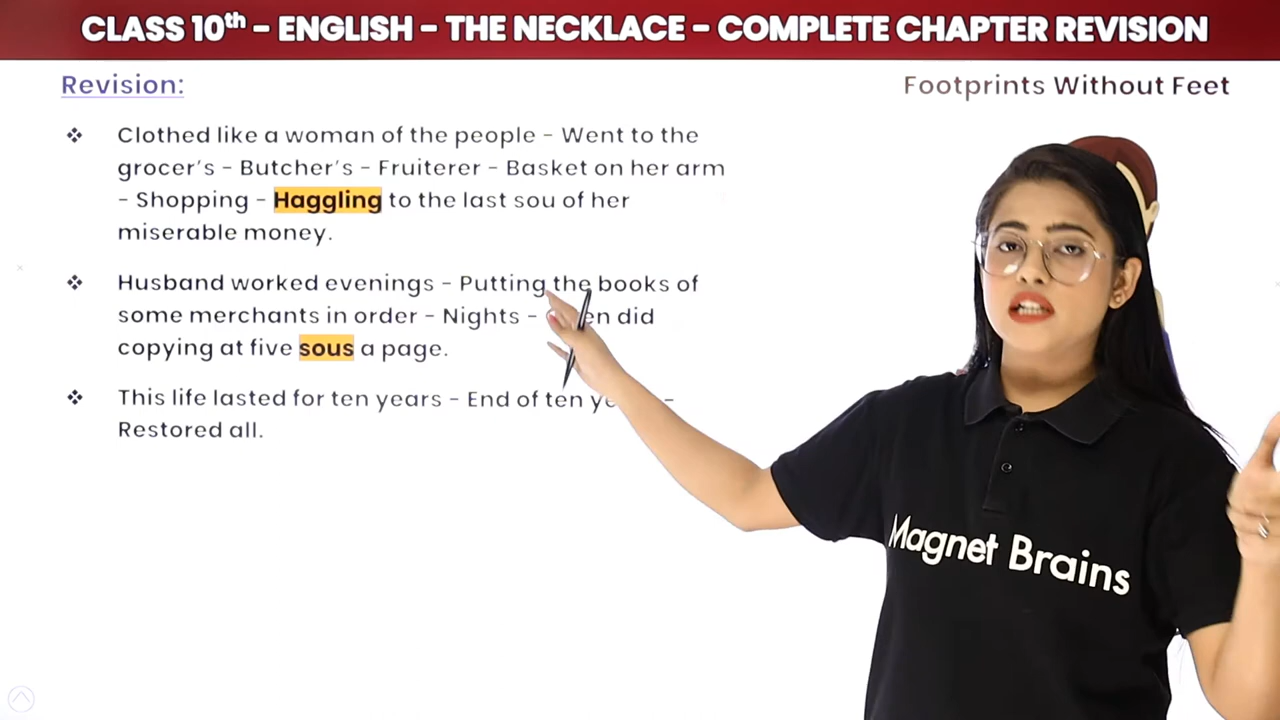 CLASS 10th - ENGLISH - THE NECKLACE - COMPLETE CHAPTER REVISION
Revision:
Footprints Without Feet
❖ Clothed like a woman of the people - Went to the
grocer's - Butcher's - Fruiterer - Basket on her arm
- Shopping - Haggling to the last sou of her
miserable money.
❖ Husband worked evenings - Putting the books of
some merchants in order - Nights - did
copying at five sous a page.
❖ This life lasted for ten years - End of ten -
Restored all.
Magnet Brains